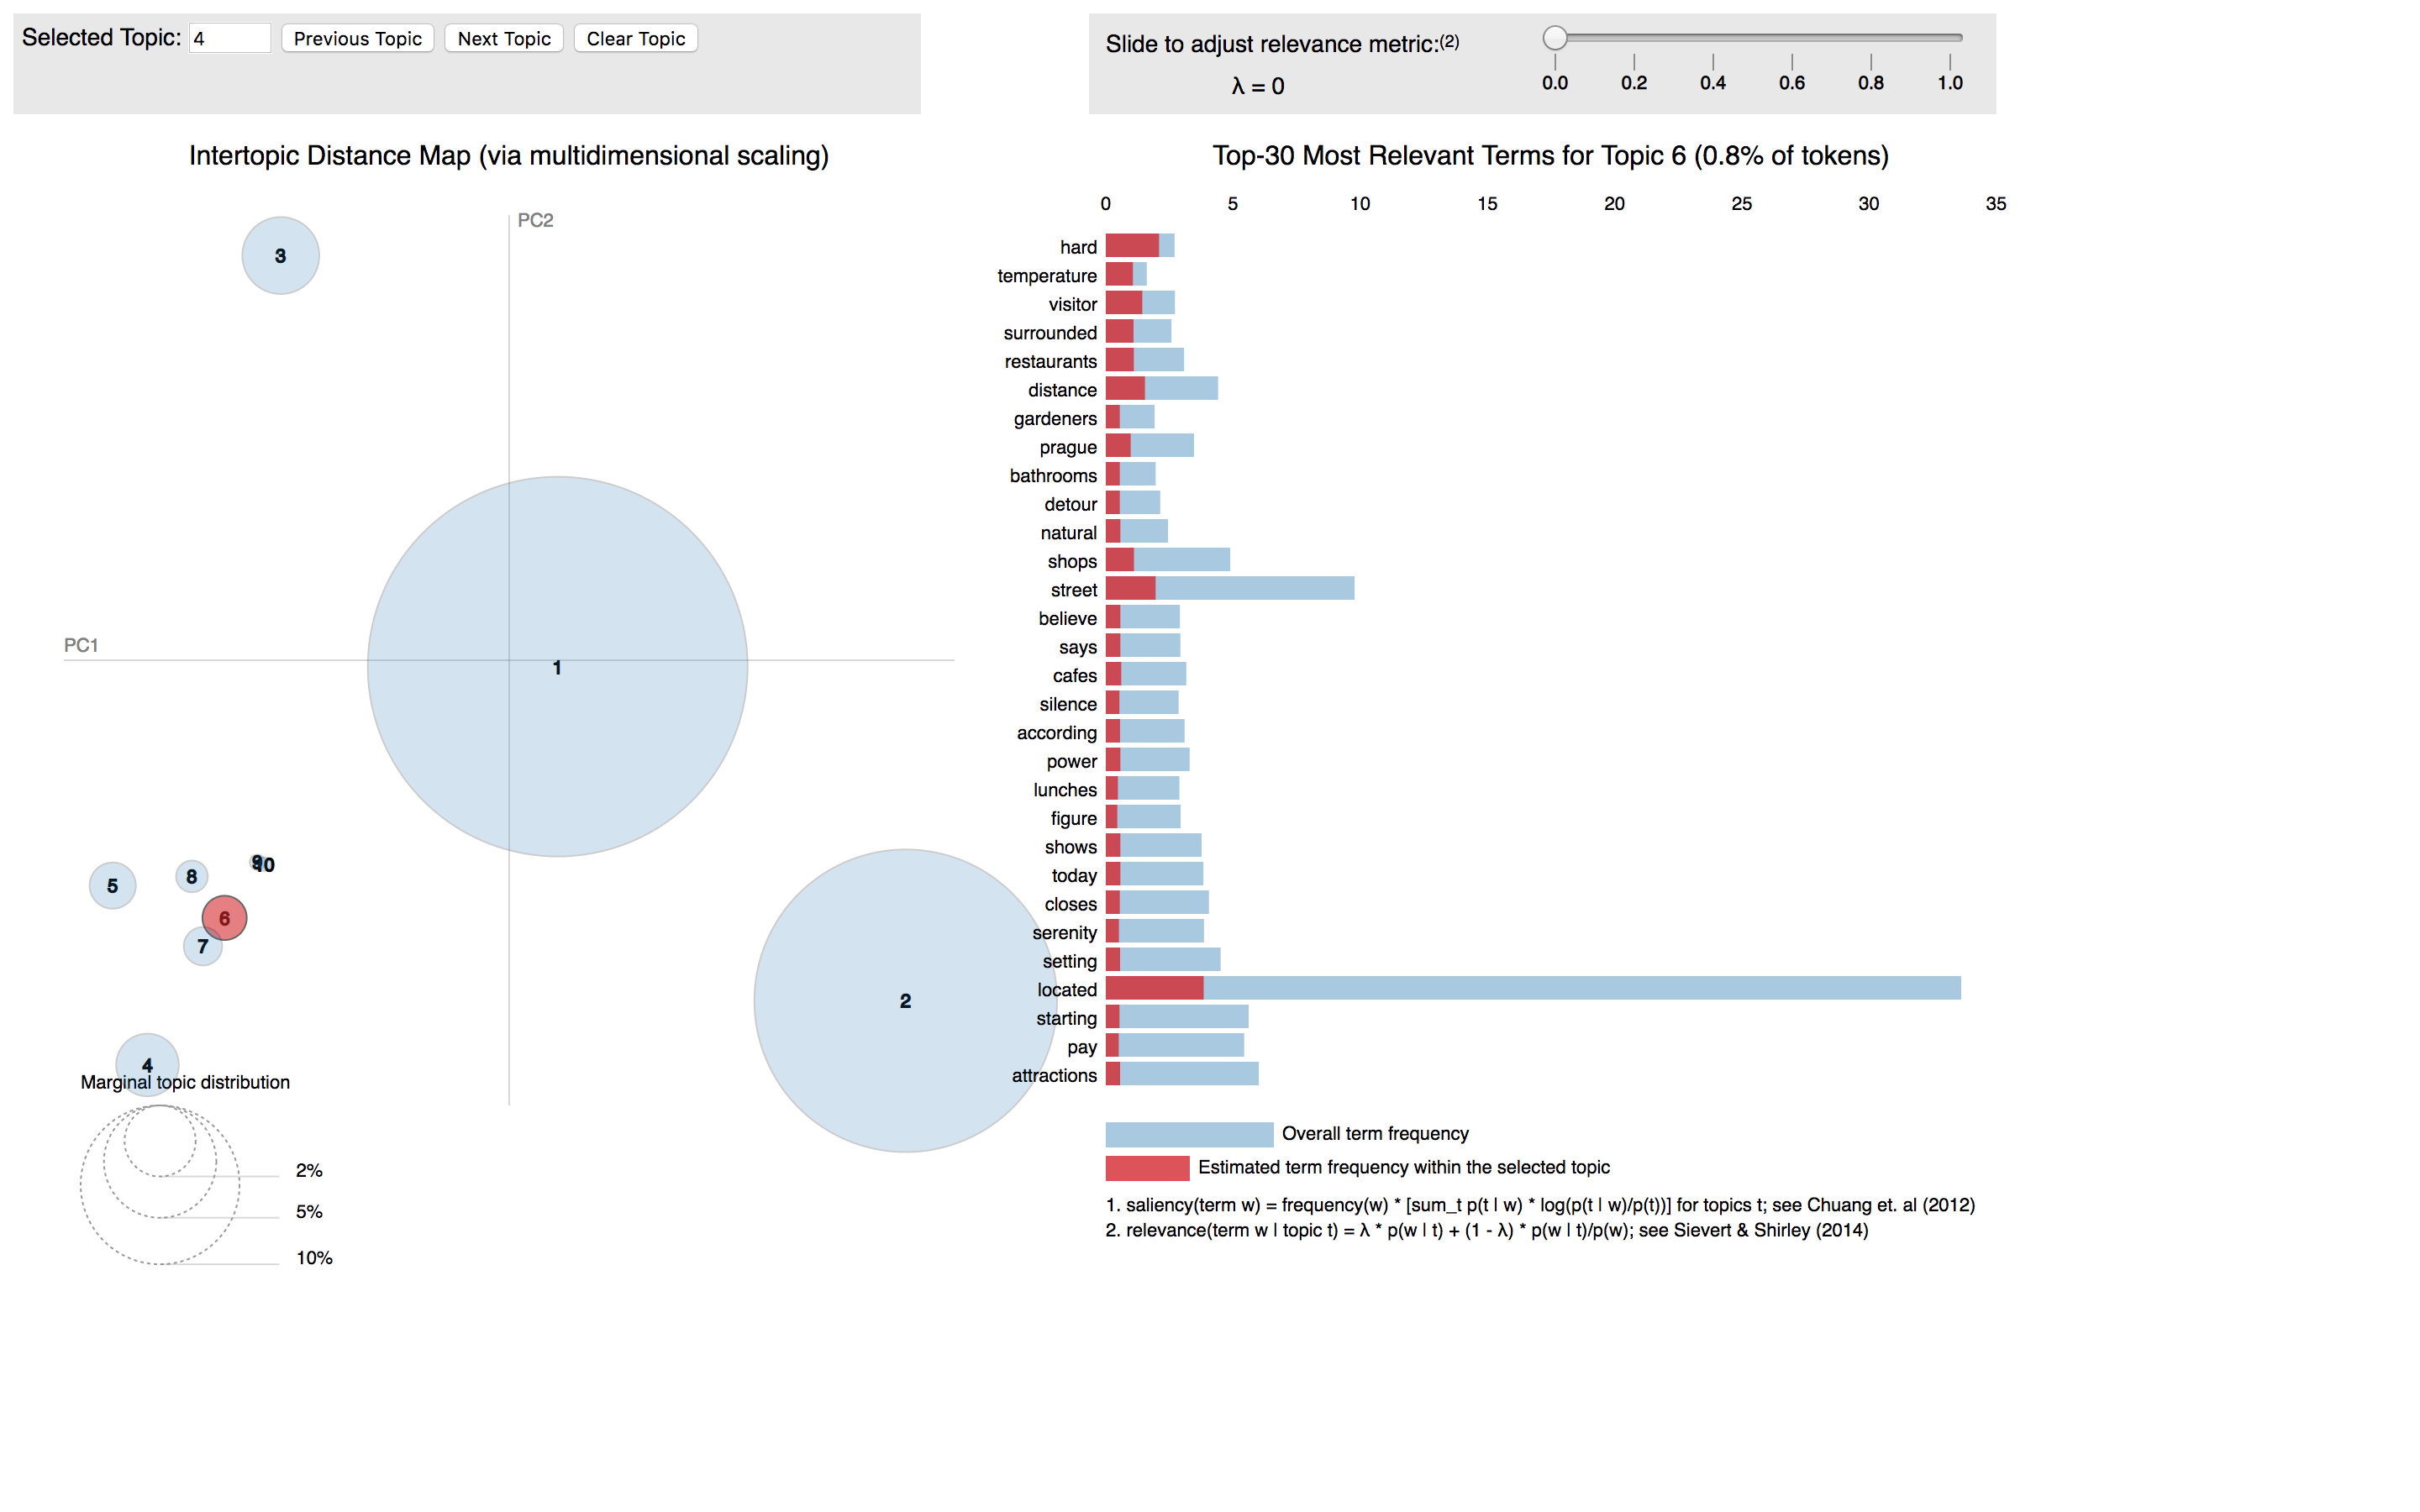 Selected Topic: 4 Previous Topic Next Topic Clear Topic
Slide to adjust relevance metric:(2)
λ = 0
0.0 0.2 0.4 0.6 0.8 1.0
Intertopic Distance Map (via multidimensional scaling)
PC2
PC1
3
1
2
5
8
9
10
6
7
4
Marginal topic distribution
2%
5%
10%
Top-30 Most Relevant Terms for Topic 6 (0.8% of tokens)
0 5 10 15 20 25 30 35
hard
temperature
visitor
surrounded
restaurants
distance
gardeners
prague
bathrooms
detour
natural
shops
street
believe
says
cafes
silence
according
power
lunches
figure
shows
today
closes
serenity
setting
located
starting
pay
attractions
Overall term frequency
Estimated term frequency within the selected topic
1. saliency(term w) = frequency(w) * [sum_t p(t | w) * log(p(t | w)/p(t))] for topics t; see Chuang et. al (2012)
2. relevance(term w | topic t) = λ * p(w | t) + (1 - λ) * p(w | t)/p(w); see Sievert & Shirley (2014)